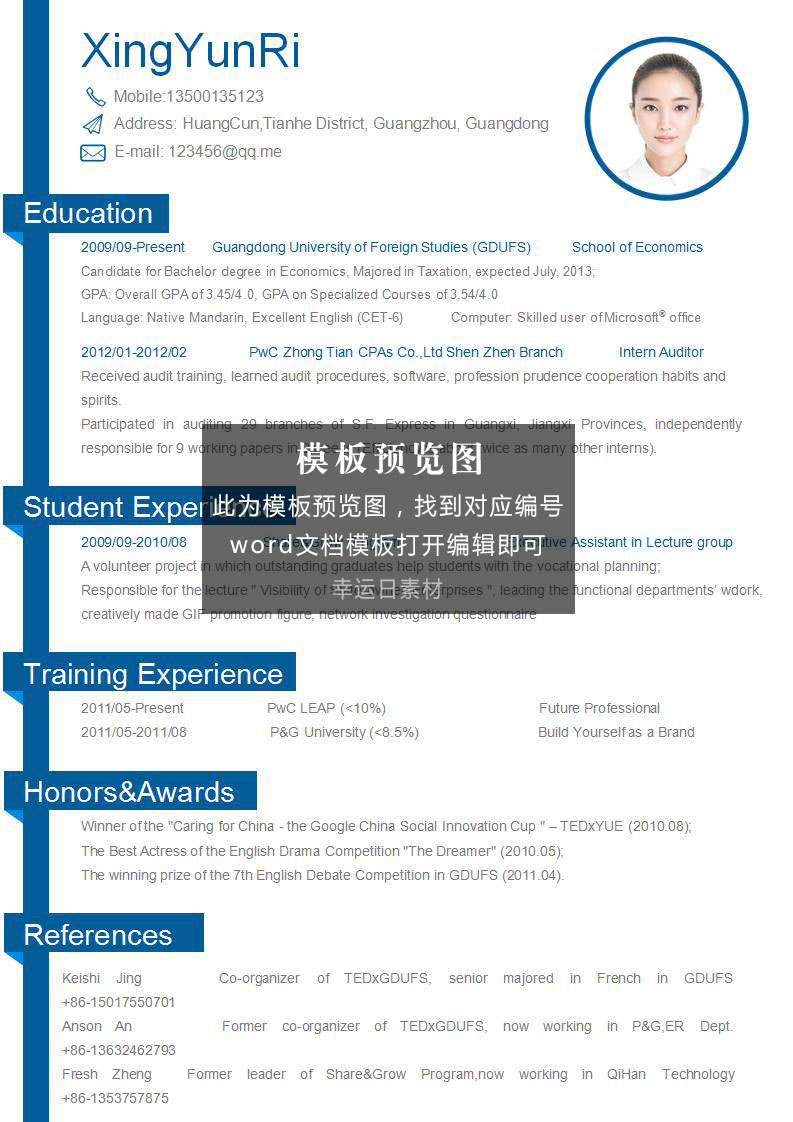 XingYunRi
Mobile:13500135123
Address: HuangCun,Tianhe District, Guangzhou, Guangdong
E-mail: 123456@qq.me
Education
2009/09-Present Guangdong University of Foreign Studies (GDUFS) School of Economics
Candidate for Bachelor degree in Economics, Majored in Taxation, expected July, 2013;
GPA: Overall GPA of 3.45/4.0, GPA on Specialized Courses of 3.54/4.0
Language: Native Mandarin, Excellent English (CET-6) Computer: Skilled user of Microsoft® office
2012/01-2012/02 PwC Zhong Tian CPAs Co.,Ltd Shen Zhen Branch Intern Auditor
Received audit training, learned audit procedures, software, profession prudence cooperation habits and
spirits.
Participated in auditing 29 branches of S.F. Express in Guangxi, Jiangxi Provinces, independently
responsible for 9 working papers in twice as many other interns).
模板预览图
此为模板预览图，找到对应编号
word文档模板打开编辑即可
幸运日素材
Student Experience
2009/09-2010/08 Executive Assistant in Lecture group
A volunteer project in which outstanding graduates help students with the vocational planning;
Responsible for the lecture " Visibility of enterprises ", leading the functional departments’ wdork,
creatively made GIF promotion figure, network investigation questionnaire
Training Experience
2011/05-Present PwC LEAP (<10%) Future Professional
2011/05-2011/08 P&G University (<8.5%) Build Yourself as a Brand
Honors&Awards
Winner of the "Caring for China - the Google China Social Innovation Cup " – TEDxYUE (2010.08);
The Best Actress of the English Drama Competition "The Dreamer" (2010.05);
The winning prize of the 7th English Debate Competition in GDUFS (2011.04).
References
Keishi Jing Co-organizer of TEDxGDUFS, senior majored in French in GDUFS
+86-15017550701
Anson An Former co-organizer of TEDxGDUFS, now working in P&G,ER Dept.
+86-13632462793
Fresh Zheng Former leader of Share&Grow Program,now working in QiHan Technology
+86-1353757875